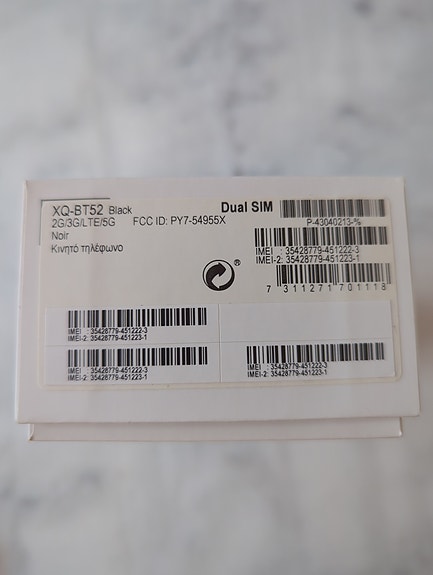 XQ-BT52 Black
Dual SIM
2G/3G/LTE/5G FCC ID: PY7-54955X
P-43040213-%
Noir
Κινητό τηλέφωνο
IMEI : 35428779-451222-3
IMEI-2: 35428779-451223-1
®
7 311271 701118
IMEI : 35428779-451222-3
IMEI-2: 35428779-451223-1
IMEI : 35428779-451222-3
IMEI-2: 35428779-451223-1
IMEI : 35428779-451222-3
IMEI-2: 35428779-451223-1